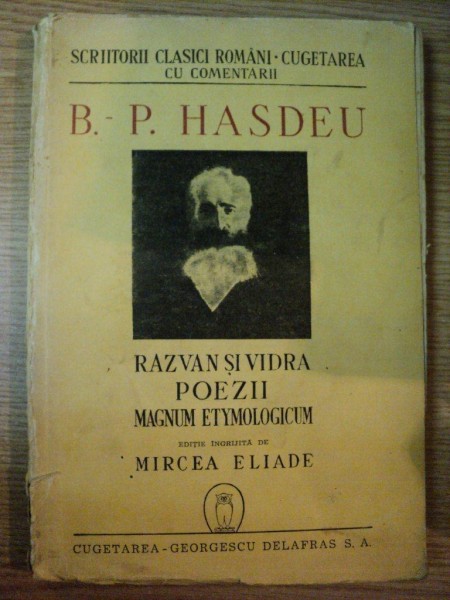 SCRIITORII CLASICI ROMÂNI • CUGETAREA
CU COMENTARII
B. - P. HASDEU
RAZVAN ȘI VIDRA
POEZII
MAGNUM ETYMOLOGICUM
EDIȚIE ÎNGRIJITĂ DE
MIRCEA ELIADE
CUGETAREA - GEORGESCU DELAFRAS S. A.